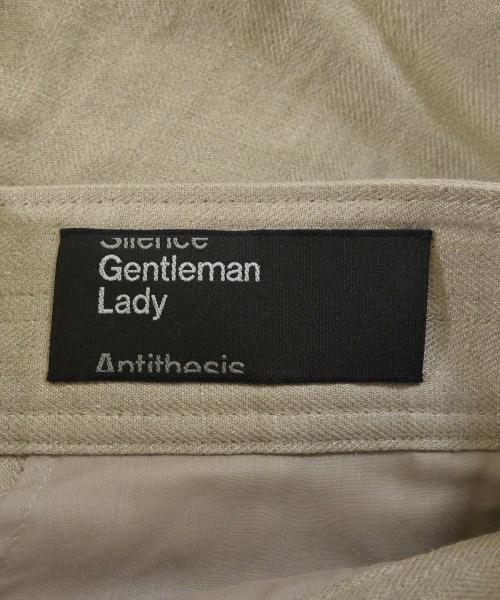 Silence
Gentleman
Lady
Antithesis